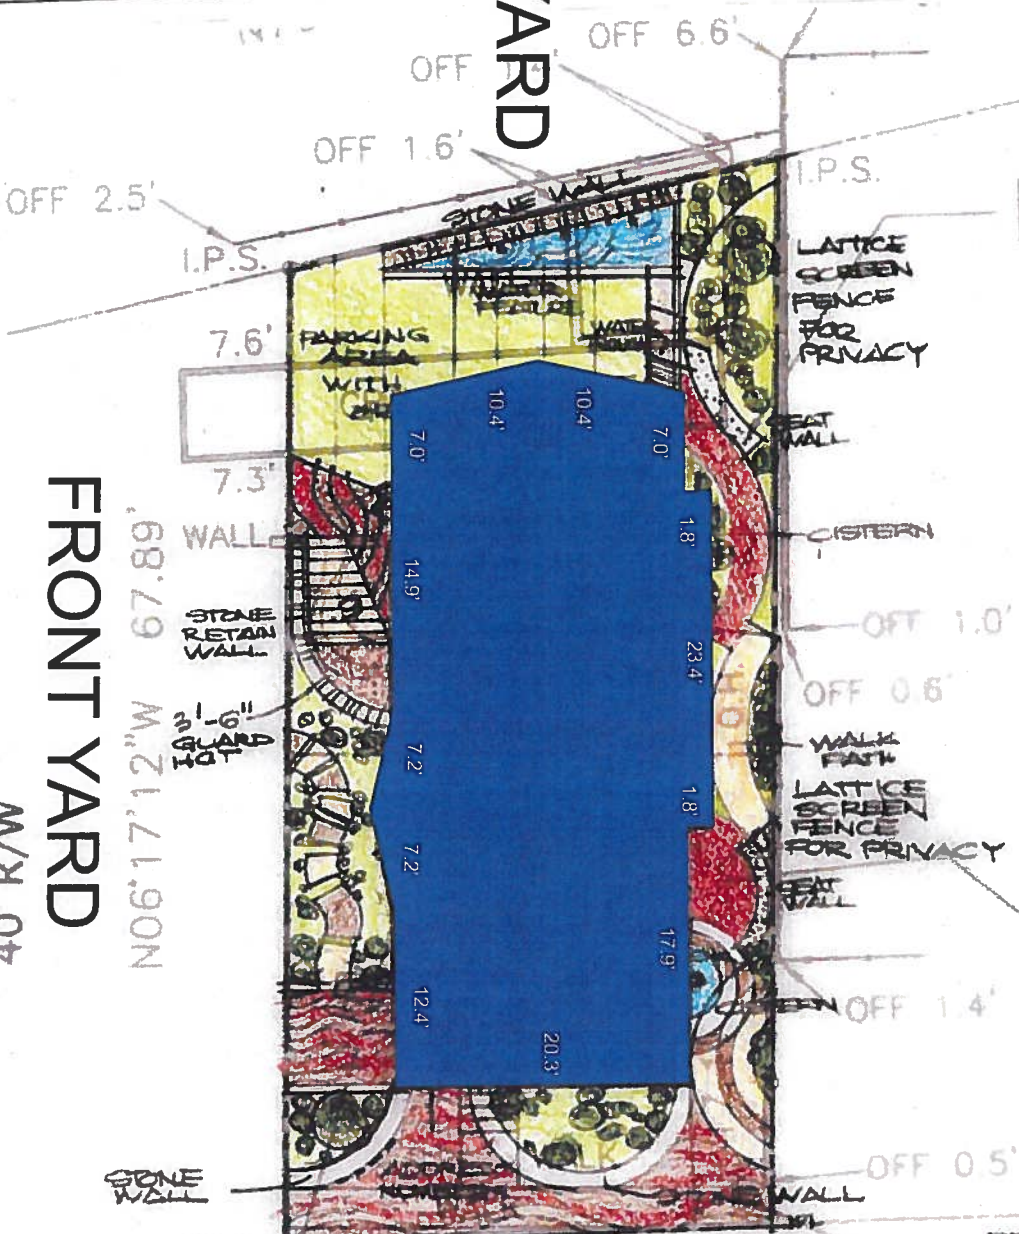 YARD
OFF 6.6'
OFF
OFF 1.6'
OFF 2.5'
I.P.S.
I.P.S.
STONE WALL
LATTICE
SCREEN
FENCE
FOR
PRIVACY
FEATURE
7.6'
PARKING
AREA
WITH
10.4'
10.4'
7.0'
7.0'
SEAT
WALL
7.3'
WALL
1.8'
CISTERN
14.9'
STONE
RETAIN
WALL
OFF 1.0'
23.4'
OFF 0.6'
3'-6"
GUARD
HGT
WALK
PATH
7.2'
1.8'
LATTICE
SCREEN
FENCE
FOR PRIVACY
7.2'
SEAT
WALL
17.9'
12.4'
OFF 1.4'
20.3'
FRONT YARD
N06°17'12"W 67.89'
40' R/W
OFF 0.5'
STONE
WALL
WALL